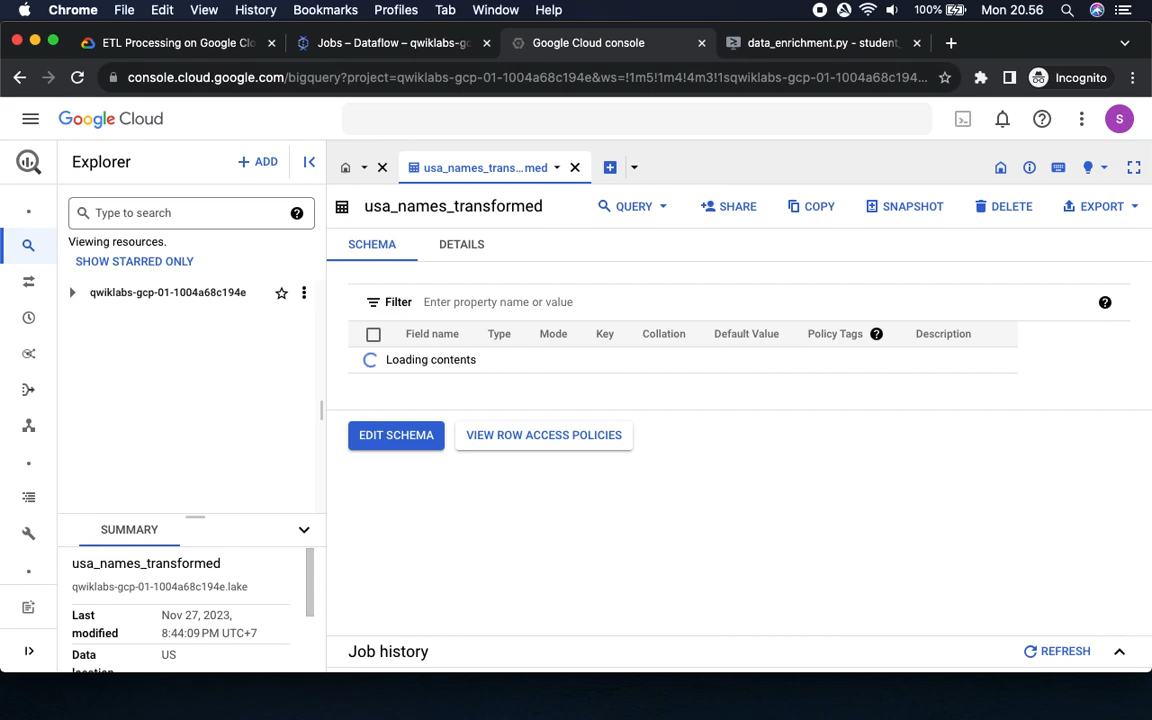 Chrome File Edit View History Bookmarks Profiles Tab Window Help 100% Mon 20.56
ETL Processing on Google Clo Jobs – Dataflow – qwiklabs-gc Google Cloud console data_enrichment.py - student_
console.cloud.google.com/bigquery?project=qwiklabs-gcp-01-1004a68c194e&ws=!1m5!1m4!4m3!1sqwiklabs-gcp-01-1004a68c194... Incognito
Google Cloud S
Explorer + ADD usa_names_trans...med
usa_names_transformed QUERY SHARE COPY SNAPSHOT DELETE EXPORT
Type to search
Viewing resources.
SHOW STARRED ONLY
qwiklabs-gcp-01-1004a68c194e
SCHEMA DETAILS
Filter Enter property name or value
Field name Type Mode Key Collation Default Value Policy Tags Description
Loading contents
EDIT SCHEMA VIEW ROW ACCESS POLICIES
SUMMARY
usa_names_transformed
qwiklabs-gcp-01-1004a68c194e.lake
Last modified Nov 27, 2023, 8:44:09 PM UTC+7
Data US
Job history REFRESH